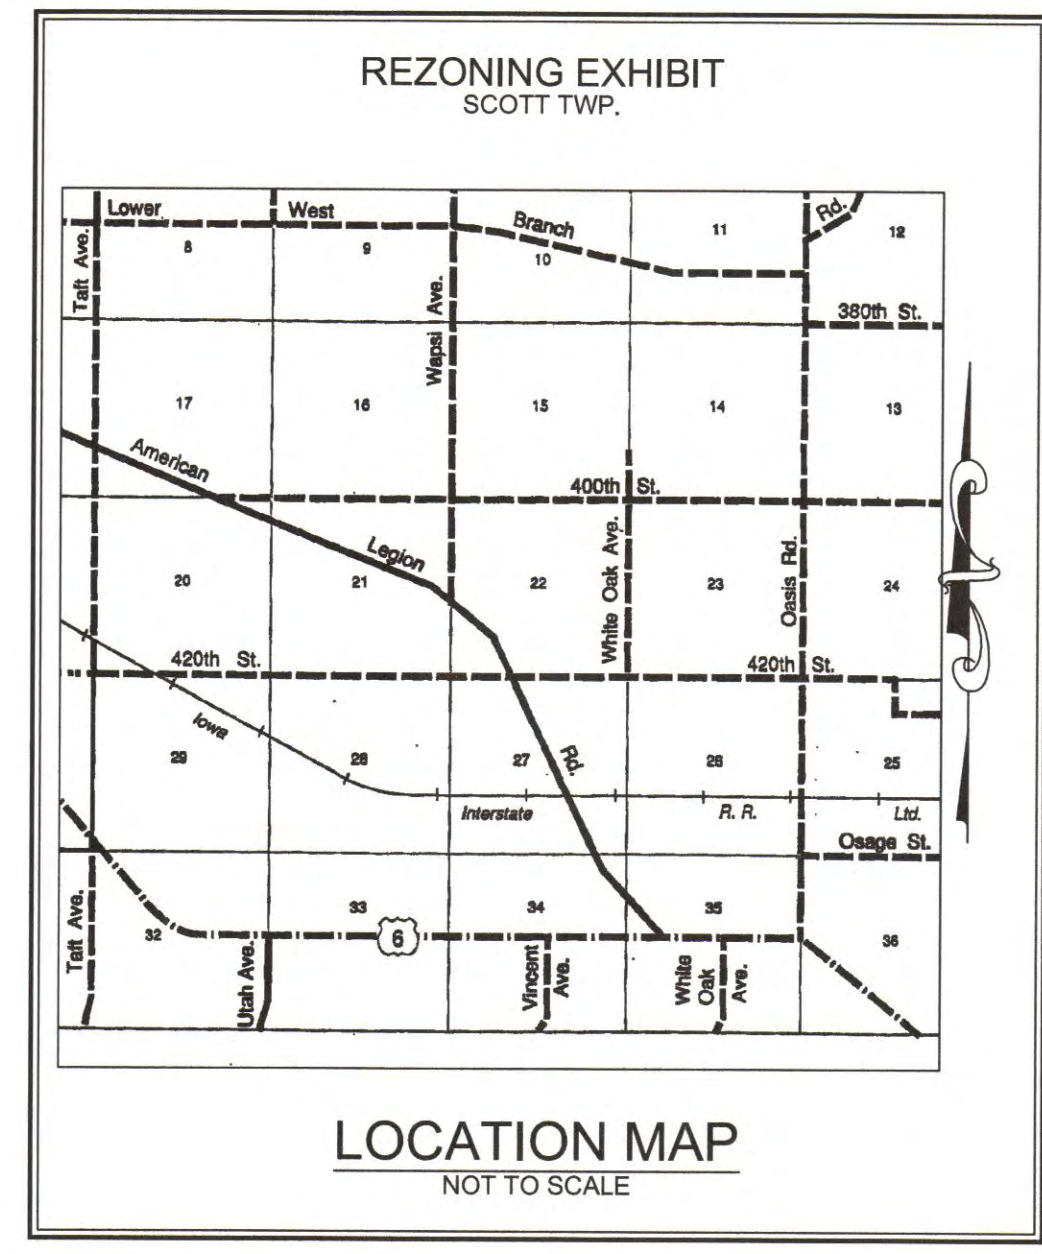 REZONING EXHIBIT
SCOTT TWP.
Lower West Branch Rd.
8 9 10 11 12
Taft Ave.
Wapsi Ave.
380th St.
17 16 15 14 13
American Legion Rd.
400th St.
White Oak Ave.
Oasis Rd.
20 21 22 23 24
420th St.
420th St.
Iowa Interstate R. R. Ltd.
29 28 27 26 25
Osage St.
33 34 35
32 6 36
Taft Ave.
Utah Ave.
Vincent Ave.
White Oak Ave.
LOCATION MAP
NOT TO SCALE